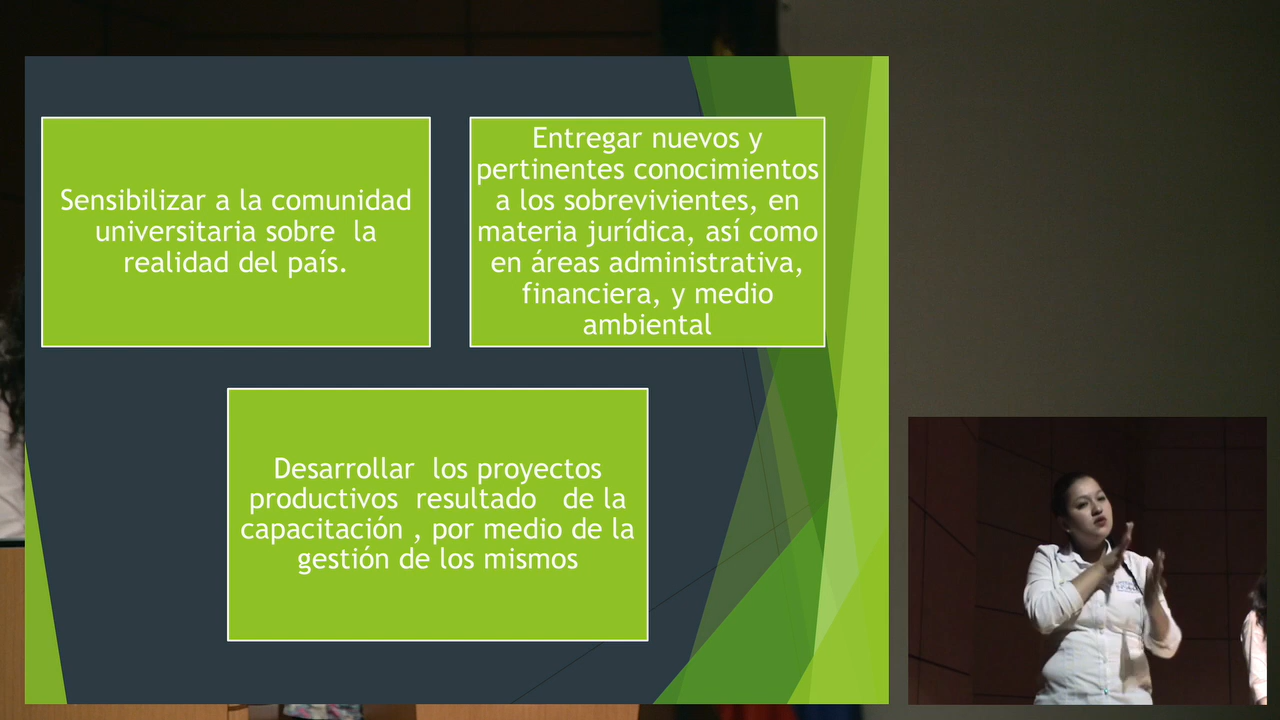 Sensibilizar a la comunidad
universitaria sobre la
realidad del país.
Entregar nuevos y
pertinentes conocimientos
a los sobrevivientes, en
materia jurídica, así como
en áreas administrativa,
financiera, y medio
ambiental
Desarrollar los proyectos
productivos resultado de la
capacitación , por medio de la
gestión de los mismos